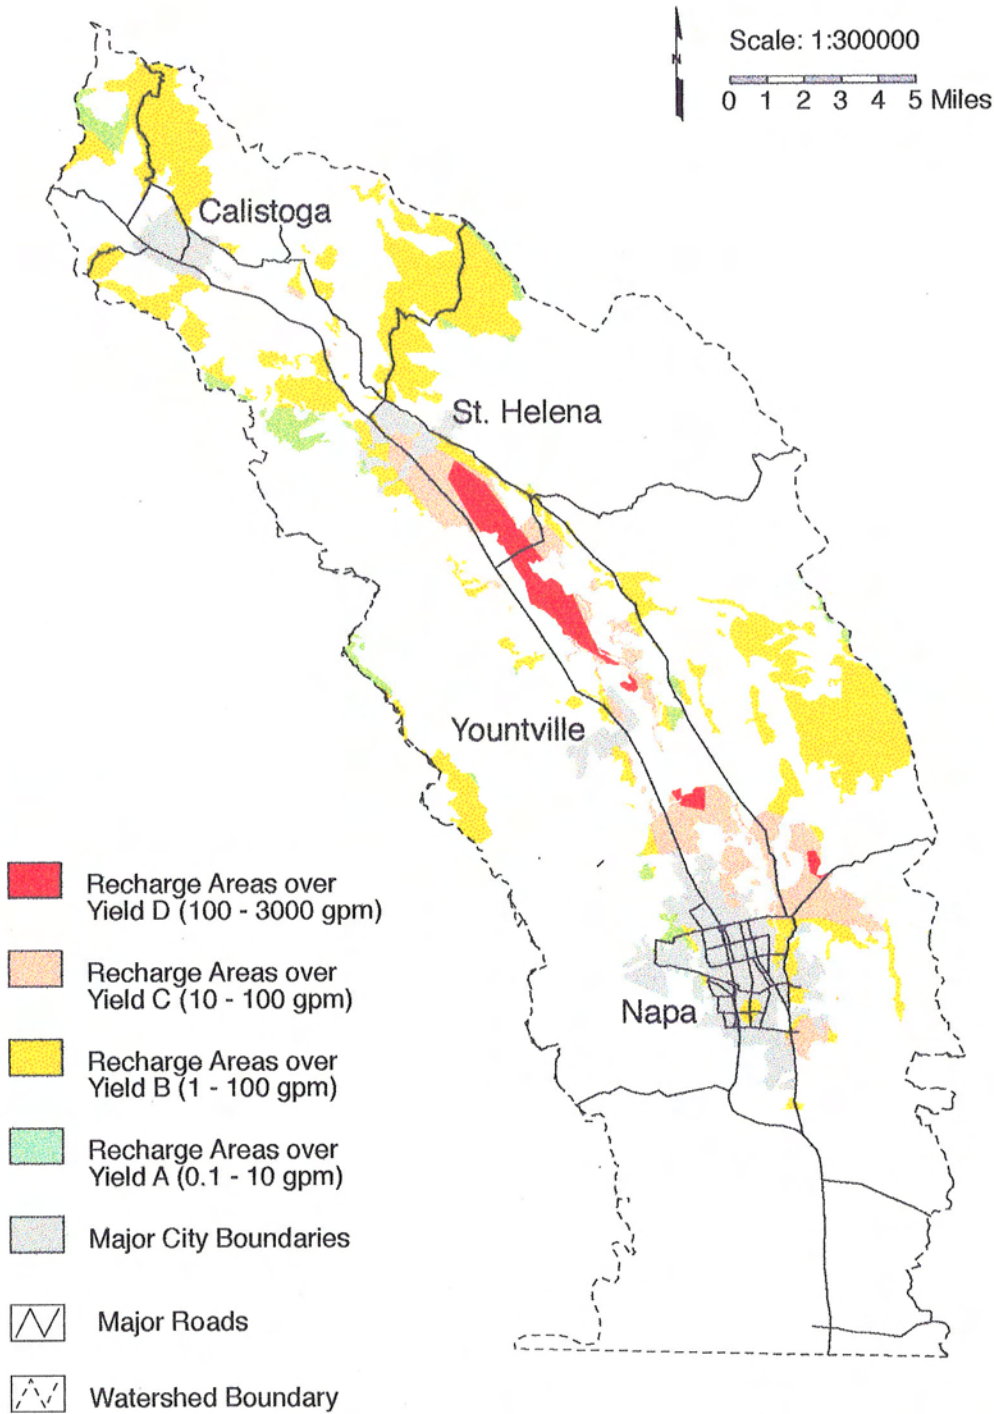 Scale: 1:300000
N
0 1 2 3 4 5 Miles
Calistoga
St. Helena
Yountville
Napa
Recharge Areas over
Yield D (100 - 3000 gpm)
Recharge Areas over
Yield C (10 - 100 gpm)
Recharge Areas over
Yield B (1 - 100 gpm)
Recharge Areas over
Yield A (0.1 - 10 gpm)
Major City Boundaries
Major Roads
Watershed Boundary